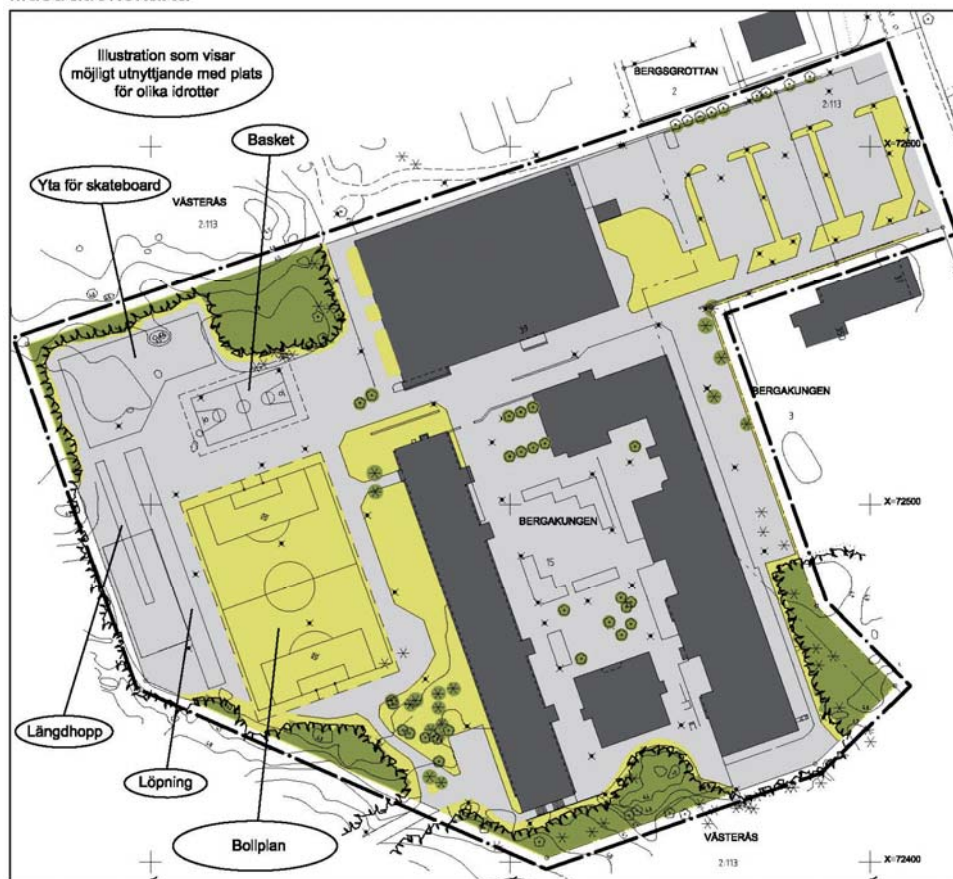 Illustration som visar
möjligt utnyttjande med plats
för olika idrotter
BERGSGROTTAN
2
2:113
Basket
X=72600
Yta för skateboard
VÄSTERÅS
2:113
39
BERGAKUNGEN
3
X=72500
BERGAKUNGEN
15
Längdhopp
Löpning
Bollplan
VÄSTERÅS
2:113
X=72400